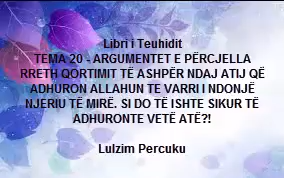 Libri i Teuhidit
TEMA 20 - ARGUMENTET E PËRCJELLA
RRETH QORTIMIT TË ASHPËR NDAJ ATIJ QË
ADHURON ALLAHUN TE VARRI I NDONJË
NJERIU TË MIRË. SI DO TË ISHTE SIKUR TË
ADHURONTE VETË ATË?!
Lulzim Percuku